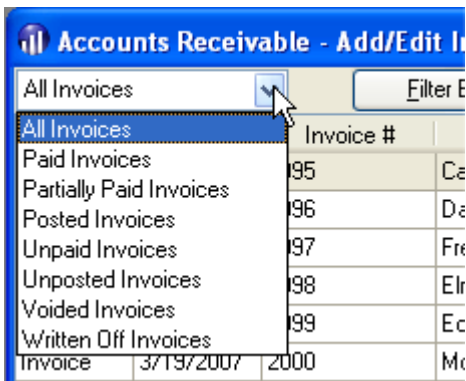 Accounts Receivable - Add/Edit
All Invoices
Filter
All Invoices
Invoice #
Paid Invoices
Partially Paid Invoices
Posted Invoices
Unpaid Invoices
Unposted Invoices
Voided Invoices
Written Off Invoices
Invoice 3/19/2007 2000